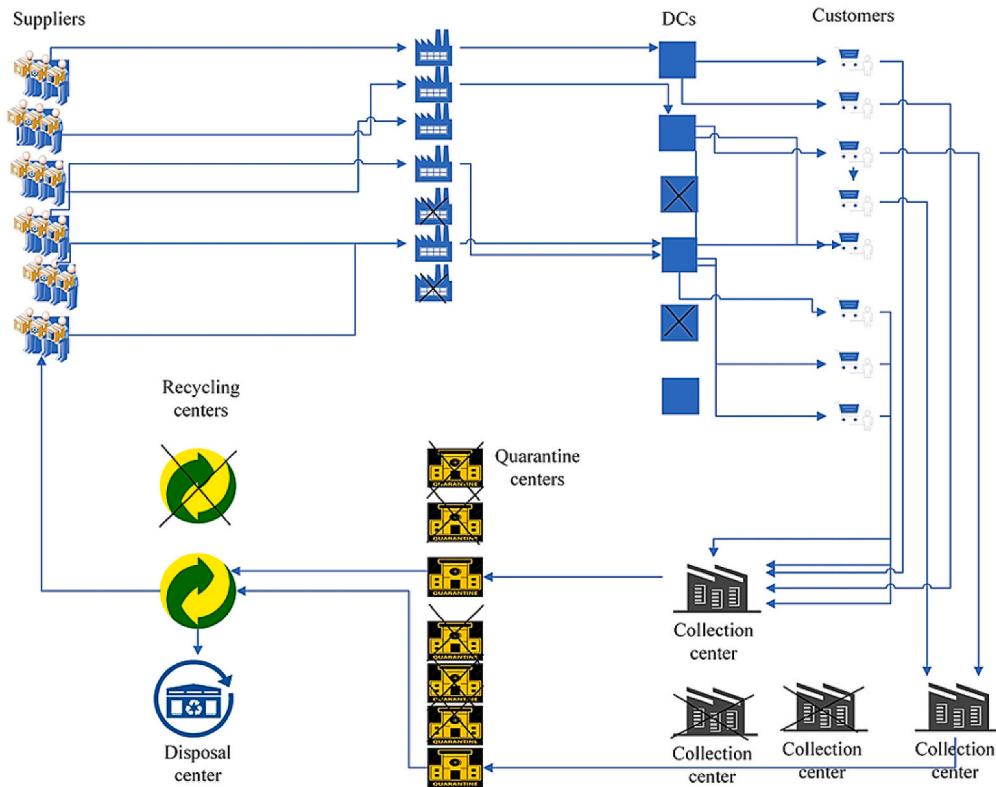 Suppliers
DCs
Customers
Recycling
centers
Quarantine
centers
QUARANTINE
QUARANTINE
QUARANTINE
QUARANTINE
QUARANTINE
QUARANTINE
QUARANTINE
Collection
center
Disposal
center
Collection
center
Collection
center
Collection
center